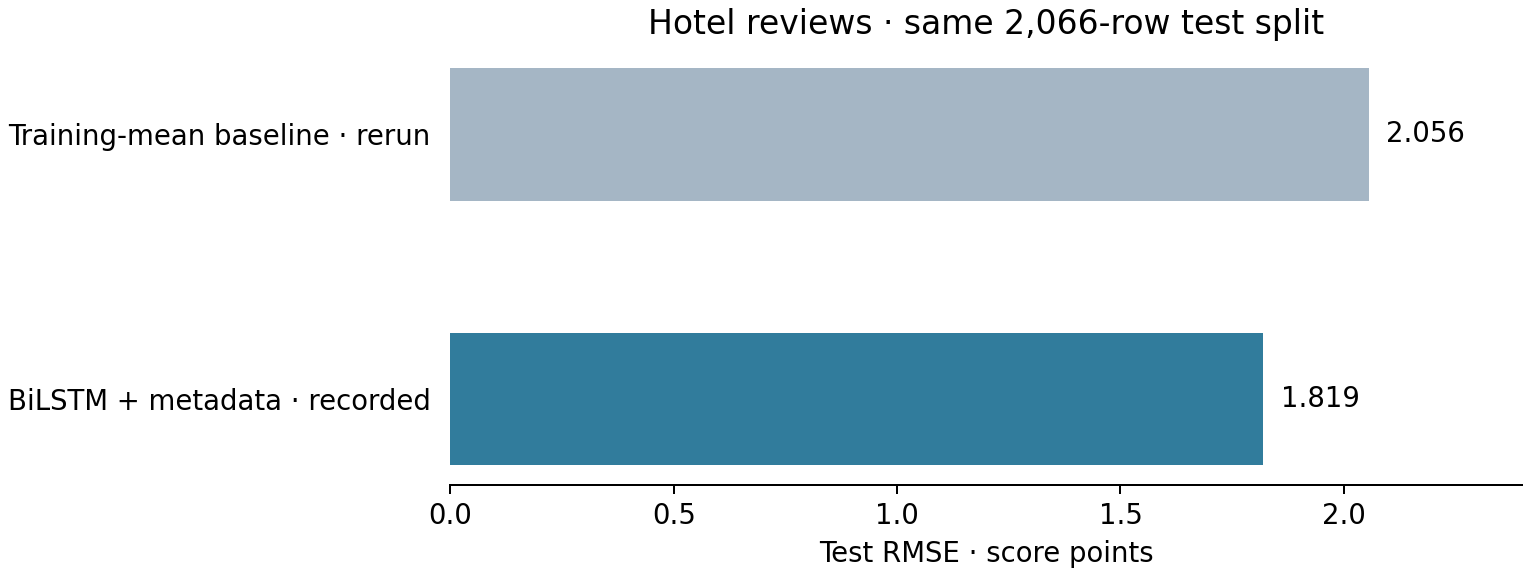 Hotel reviews · same 2,066-row test split
Training-mean baseline · rerun
2.056
BiLSTM + metadata · recorded
1.819
0.0 0.5 1.0 1.5 2.0
Test RMSE · score points